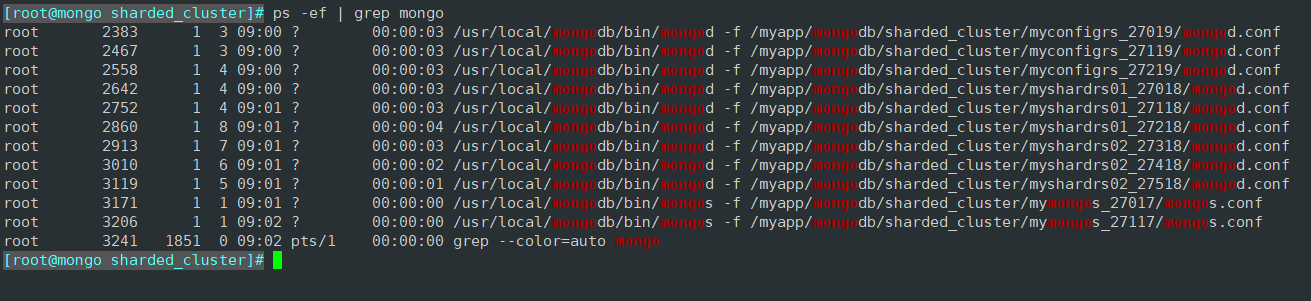 [root@mongo sharded_cluster]# ps -ef | grep mongo
root       2383      1  3 09:00 ?        00:00:03 /usr/local/mongodb/bin/mongod -f /myapp/mongodb/sharded_cluster/myconfigrs_27019/mongod.conf
root       2467      1  3 09:00 ?        00:00:03 /usr/local/mongodb/bin/mongod -f /myapp/mongodb/sharded_cluster/myconfigrs_27119/mongod.conf
root       2558      1  4 09:00 ?        00:00:03 /usr/local/mongodb/bin/mongod -f /myapp/mongodb/sharded_cluster/myconfigrs_27219/mongod.conf
root       2642      1  4 09:00 ?        00:00:03 /usr/local/mongodb/bin/mongod -f /myapp/mongodb/sharded_cluster/myshardrs01_27018/mongod.conf
root       2752      1  4 09:01 ?        00:00:03 /usr/local/mongodb/bin/mongod -f /myapp/mongodb/sharded_cluster/myshardrs01_27118/mongod.conf
root       2860      1  8 09:01 ?        00:00:04 /usr/local/mongodb/bin/mongod -f /myapp/mongodb/sharded_cluster/myshardrs01_27218/mongod.conf
root       2913      1  7 09:01 ?        00:00:03 /usr/local/mongodb/bin/mongod -f /myapp/mongodb/sharded_cluster/myshardrs02_27318/mongod.conf
root       3010      1  6 09:01 ?        00:00:02 /usr/local/mongodb/bin/mongod -f /myapp/mongodb/sharded_cluster/myshardrs02_27418/mongod.conf
root       3119      1  5 09:01 ?        00:00:01 /usr/local/mongodb/bin/mongod -f /myapp/mongodb/sharded_cluster/myshardrs02_27518/mongod.conf
root       3171      1  1 09:01 ?        00:00:00 /usr/local/mongodb/bin/mongos -f /myapp/mongodb/sharded_cluster/mymongos_27017/mongos.conf
root       3206      1  1 09:02 ?        00:00:00 /usr/local/mongodb/bin/mongos -f /myapp/mongodb/sharded_cluster/mymongos_27117/mongos.conf
root       3241   1851  0 09:02 pts/1    00:00:00 grep --color=auto mongo
[root@mongo sharded_cluster]#